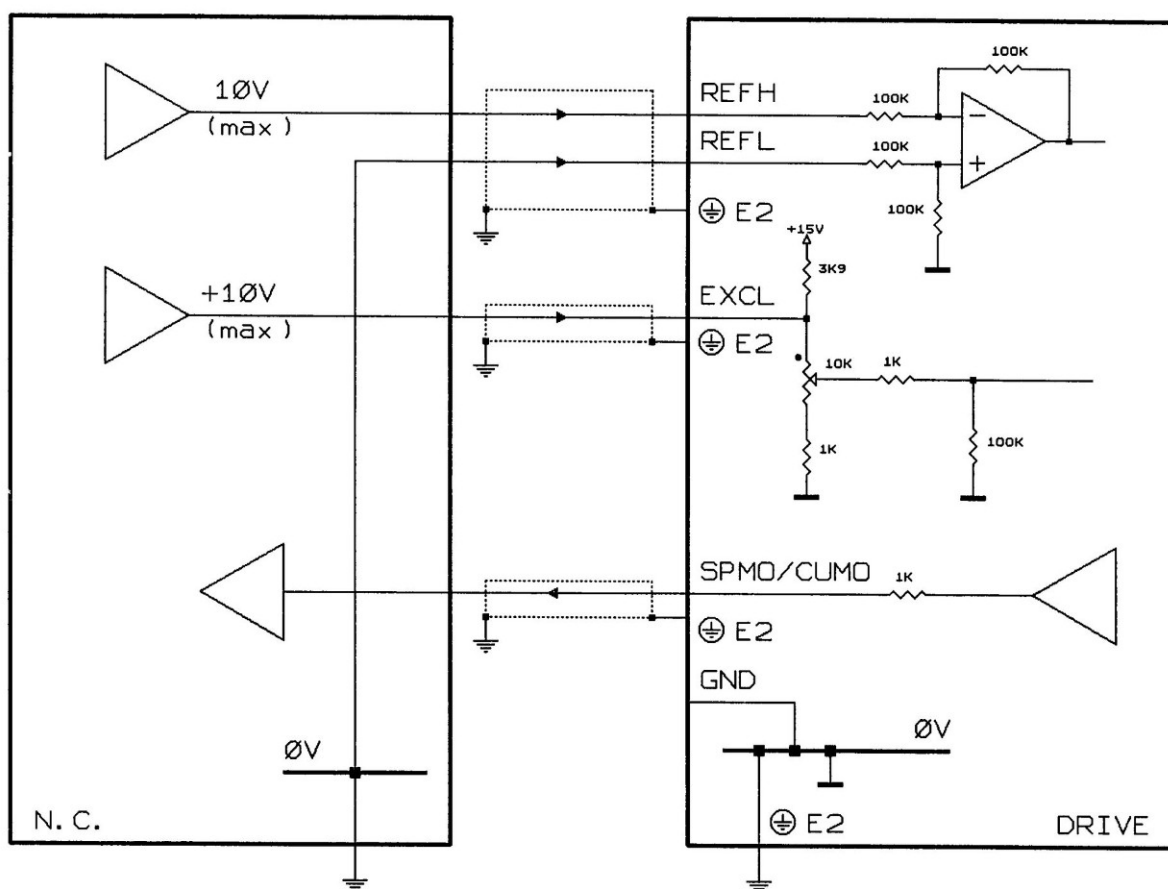 10V
(max)
REFH
REFL
100K
100K
100K
100K
E2
+10V
(max)
EXCL
E2
+15V
3K9
10K
1K
1K
100K
SPMO/CUMO
1K
E2
GND
ØV
ØV
E2
N.C.
DRIVE